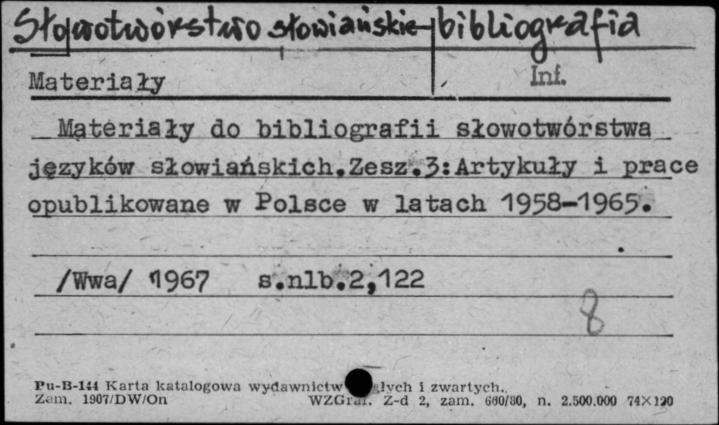 Słowotwórstwo słowiańskie-bibliografia
Materiały Inf.
Materiały do bibliografii słowotwórstwa
języków słowiańskich.Zesz.3:Artykuły i prace
opublikowane w Polsce w latach 1958-1965.
/Wwa/ 1967 s.nlb.2,122
8
Pu-B-144 Karta katalogowa wydawnictw i zwartych.
Zam. 1907/DW/On WZGraf. Z-d 2, zam. 660/80, n. 2.500.000 74×120